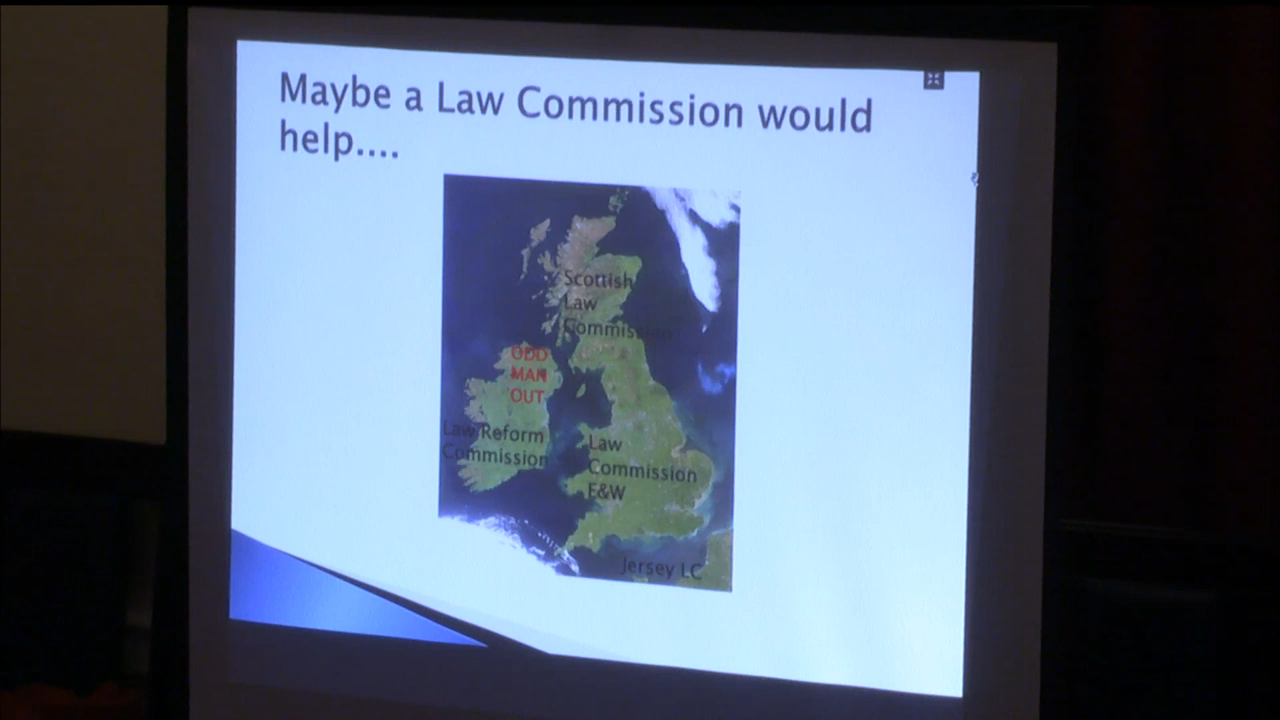 Maybe a Law Commission would
help....
Scottish
Law
Commission
ODD
MAN
OUT
Law Reform
Commission
Law
Commission
E&W
Jersey LC